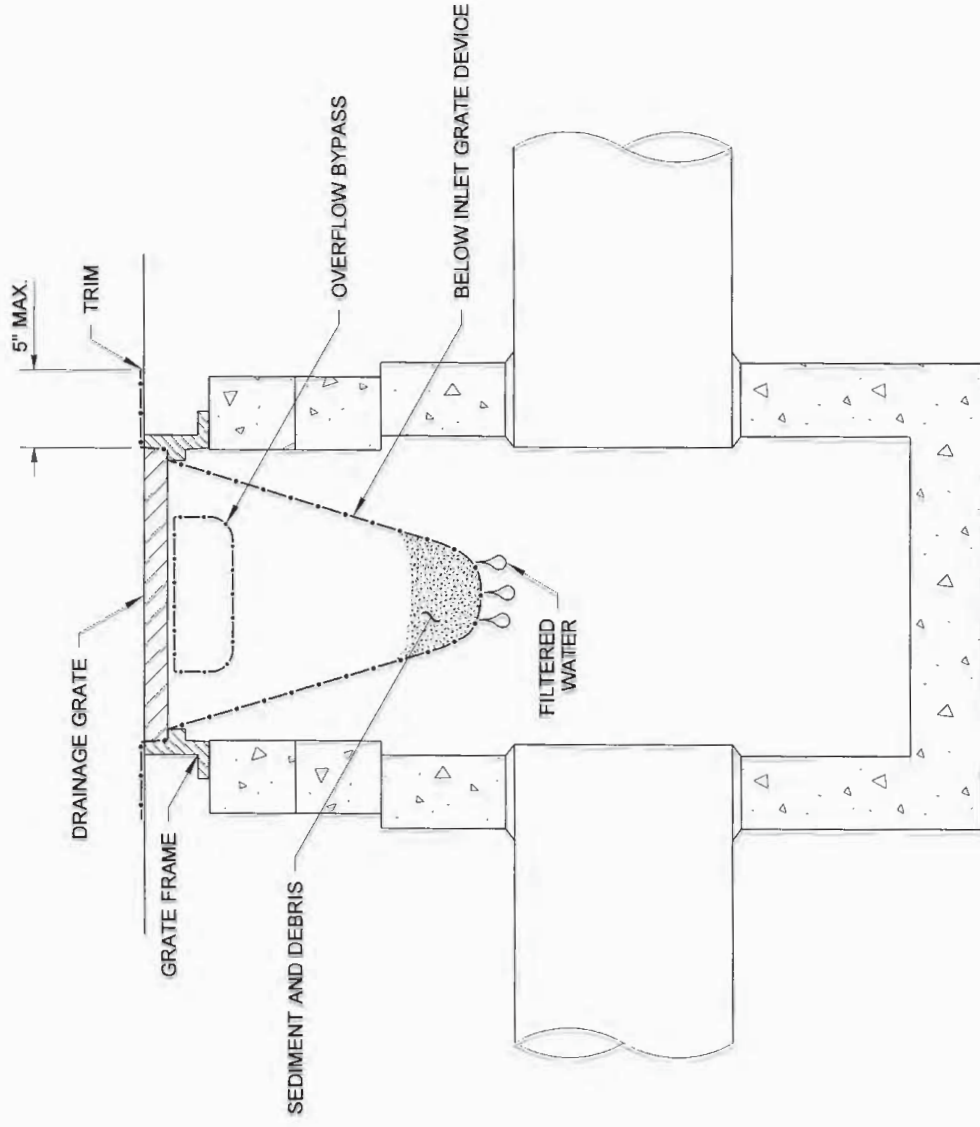 5" MAX.
TRIM
DRAINAGE GRATE
GRATE FRAME
OVERFLOW BYPASS
BELOW INLET GRATE DEVICE
SEDIMENT AND DEBRIS
FILTERED
WATER